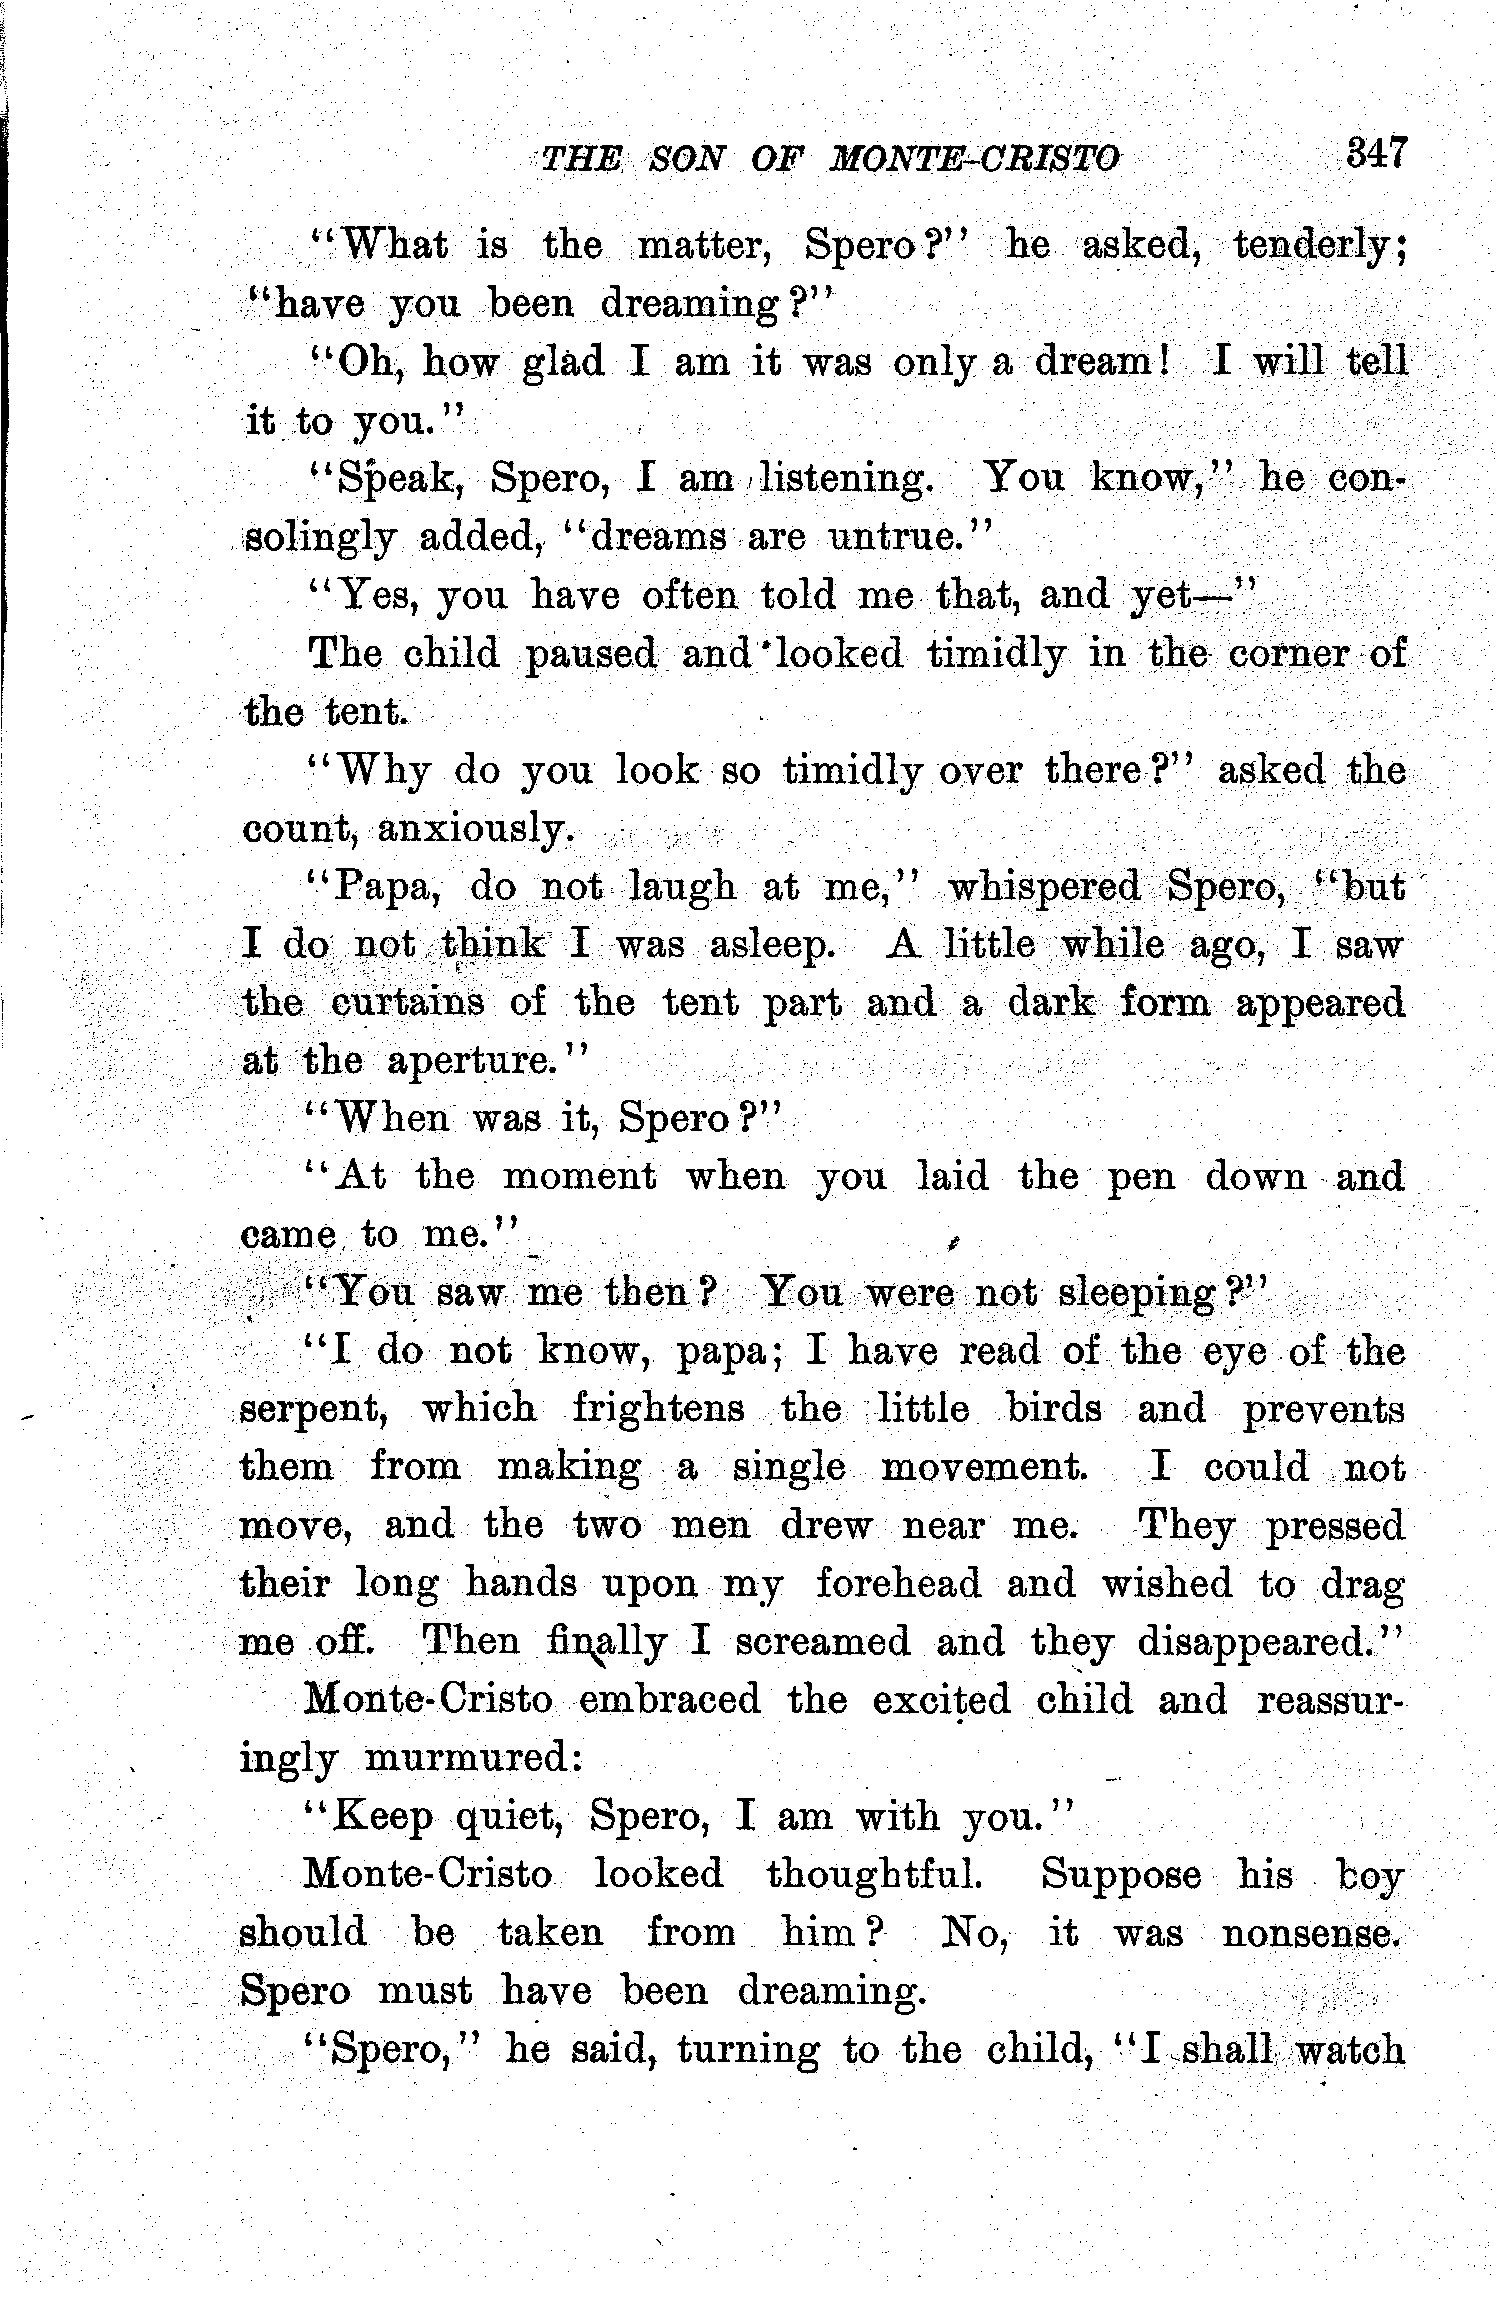 THE SON OF MONTE-CRISTO 347
"What is the matter, Spero?" he asked, tenderly;
"have you been dreaming?"
"Oh, how glad I am it was only a dream! I will tell
it to you."
"Speak, Spero, I am listening. You know," he con-
solingly added, "dreams are untrue."
"Yes, you have often told me that, and yet—"
The child paused and looked timidly in the corner of
the tent.
"Why do you look so timidly over there?" asked the
count, anxiously.
"Papa, do not laugh at me," whispered Spero, "but
I do not think I was asleep. A little while ago, I saw
the curtains of the tent part and a dark form appeared
at the aperture."
"When was it, Spero?"
"At the moment when you laid the pen down and
came to me."
"You saw me then? You were not sleeping?"
"I do not know, papa; I have read of the eye of the
serpent, which frightens the little birds and prevents
them from making a single movement. I could not
move, and the two men drew near me. They pressed
their long hands upon my forehead and wished to drag
me off. Then finally I screamed and they disappeared."
Monte-Cristo embraced the excited child and reassur-
ingly murmured:
"Keep quiet, Spero, I am with you."
Monte-Cristo looked thoughtful. Suppose his boy
should be taken from him? No, it was nonsense.
Spero must have been dreaming.
"Spero," he said, turning to the child, "I shall watch